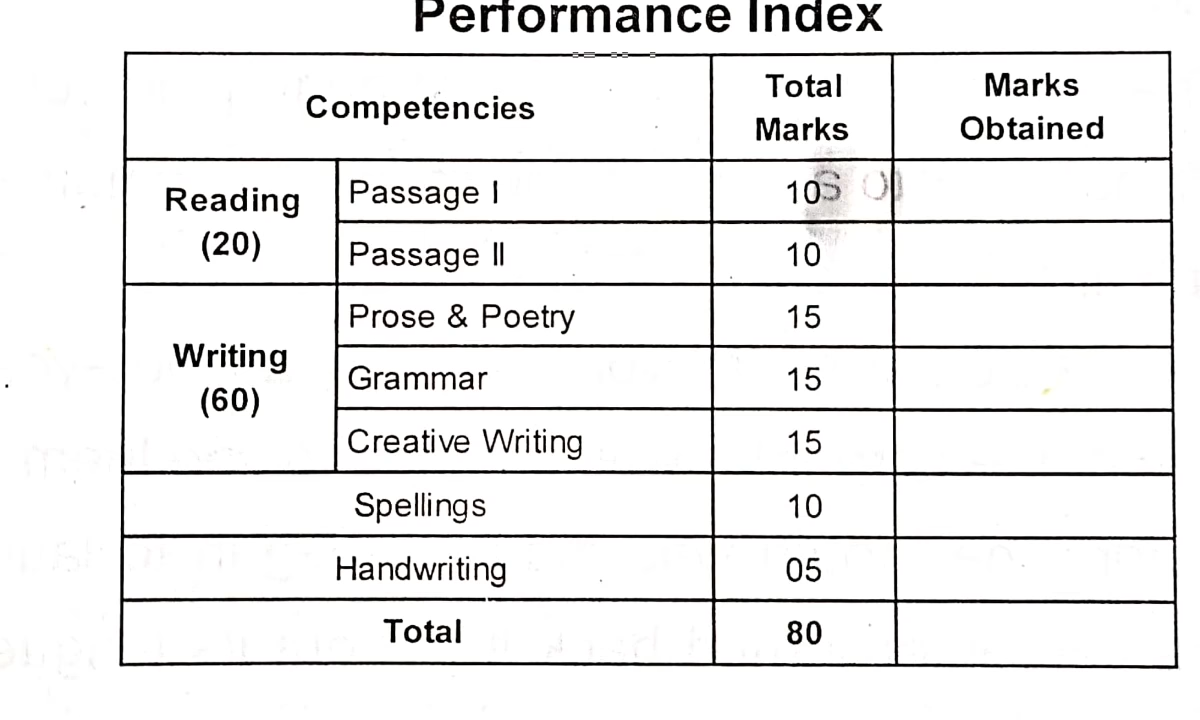 Performance Index
Competencies
Total
Marks
Marks
Obtained
Reading
(20)
Passage I
10
Passage II
10
Writing
(60)
Prose & Poetry
15
Grammar
15
Creative Writing
15
Spellings
10
Handwriting
05
Total
80